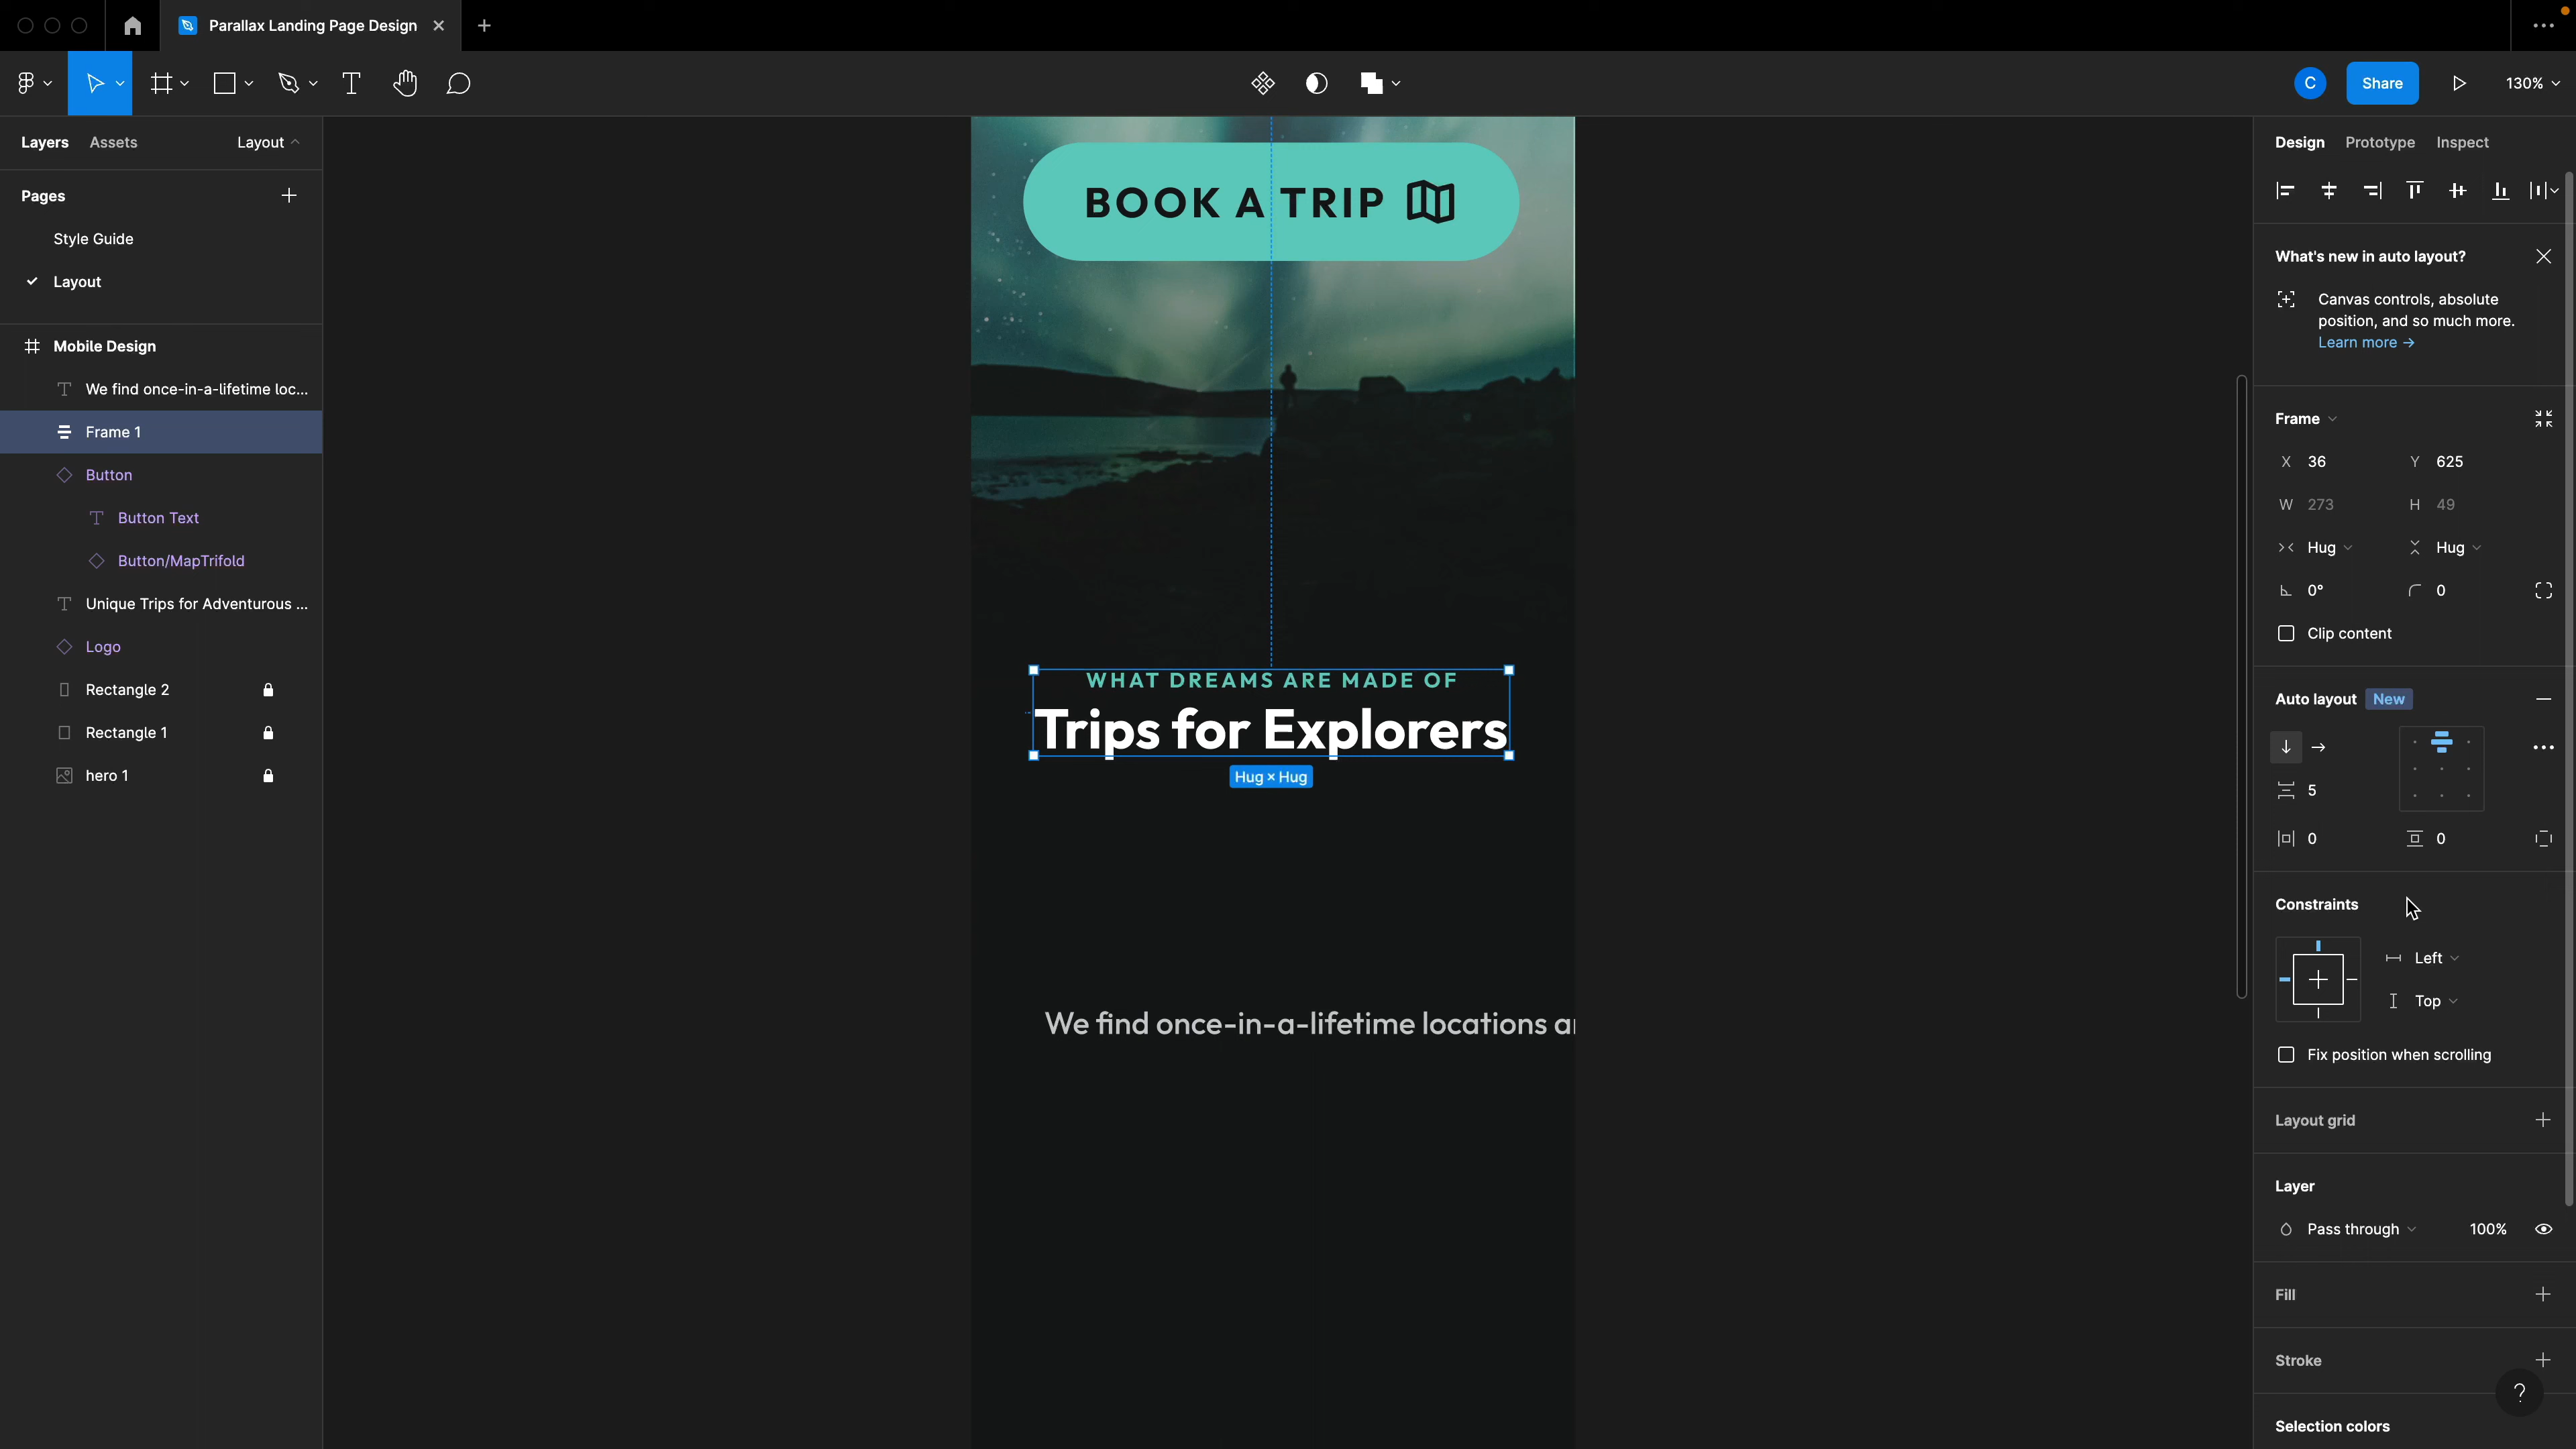 Parallax Landing Page Design
Share
130%
C
Layers
Assets
Layout
Pages
Style Guide
Layout
Mobile Design
We find once-in-a-lifetime loc...
Frame 1
Button
Button Text
Button/MapTrifold
Unique Trips for Adventurous ...
Logo
Rectangle 2
Rectangle 1
hero 1
BOOK A TRIP
WHAT DREAMS ARE MADE OF
Trips for Explorers
Hug × Hug
We find once-in-a-lifetime locations a
Design
Prototype
Inspect
What's new in auto layout?
Canvas controls, absolute
position, and so much more.
Learn more →
Frame
X 36
Y 625
W 273
H 49
Hug
Hug
0°
0
Clip content
Auto layout
New
5
0
0
Constraints
Left
Top
Fix position when scrolling
Layout grid
Layer
Pass through
100%
Fill
Stroke
?
Selection colors